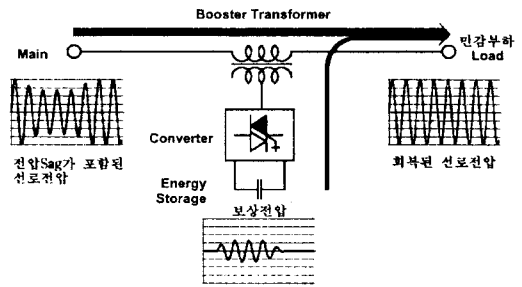 Booster Transformer
Main
민감부하
Load
Converter
전압Sag가 포함된
선로전압
회복된 선로전압
Energy
Storage
보상전압